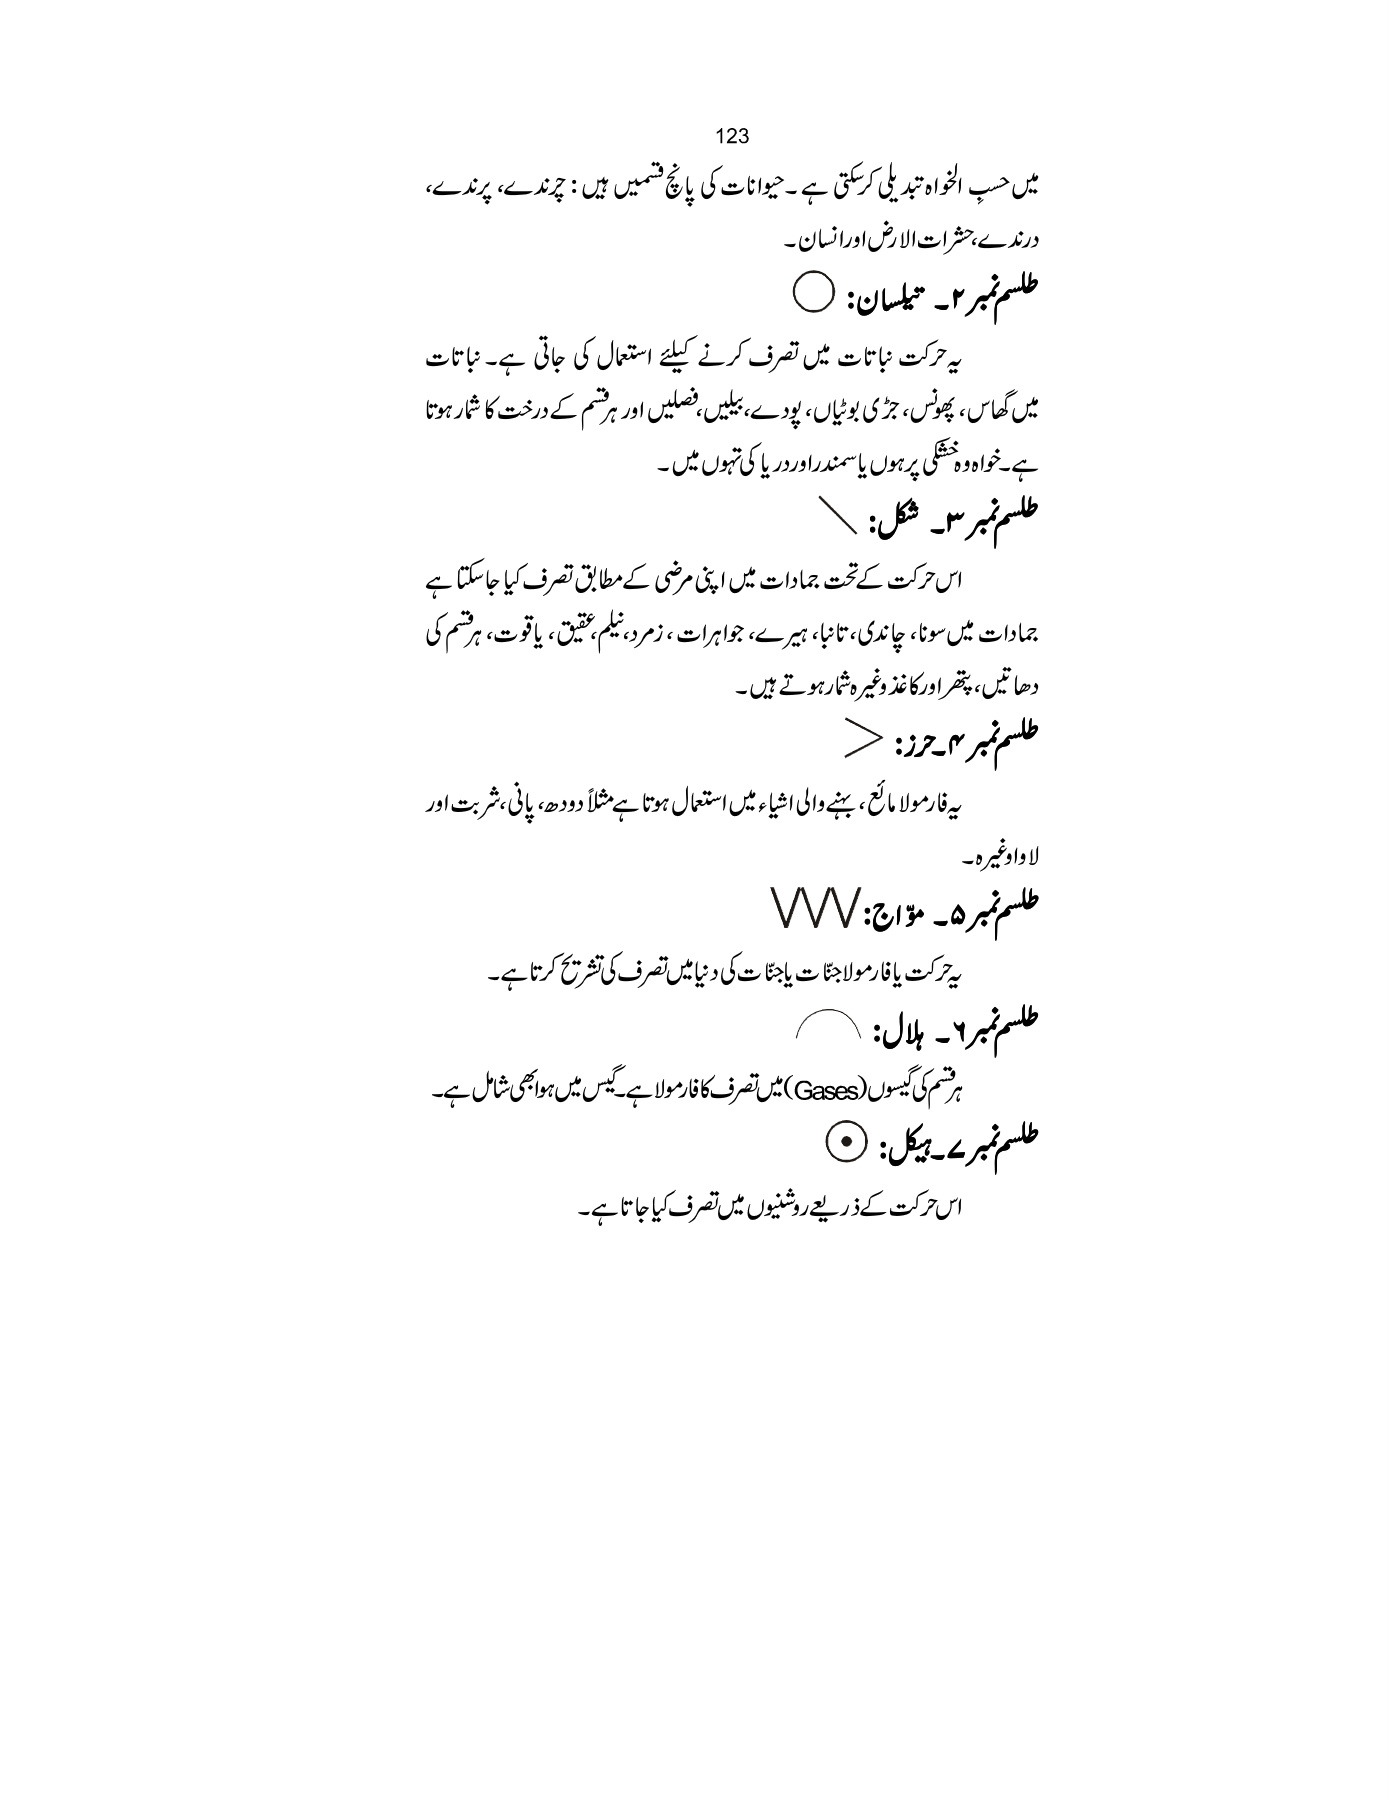 123
میں حسبِ الخواہ تبدیلی کرسکتی ہے ۔حیوانات کی پانچ قسمیں ہیں : چرندے، پرندے،
درندے،حشرات الارض اور انسان ۔
طلسم نمبر ۲ ۔ تیلسان:
یہ حرکت نباتات میں تصرف کرنے کیلئے استعمال کی جاتی ہے۔ نباتات
میں گھاس، پھونس، جڑی بوٹیاں، پودے،بیلیں،فصلیں اور ہر قسم کے درخت کا شمار ہوتا
ہے۔خواہ وہ خشکی پر ہوں یا سمندر اور دریا کی تہوں میں ۔
طلسم نمبر ۳ ۔ شکل:
اس حرکت کے تحت جمادات میں اپنی مرضی کے مطابق تصرف کیا جاسکتا ہے
جمادات میں سونا، چاندی، تانبا، ہیرے، جواہرات ، زمرد،نیلم،عقیق، یاقوت، ہر قسم کی
دھاتیں، پتھر اور کاغذ وغیرہ شمار ہوتے ہیں ۔
طلسم نمبر ۴ ۔حرز:
یہ فارمولا مائع ، بہنے والی اشیاء میں استعمال ہوتا ہے مثلاً دودھ، پانی،شربت اور
لاوا وغیرہ ۔
طلسم نمبر ۵ ۔ موّاج:
یہ حرکت یا فارمولا جنّات یا جنّات کی دنیا میں تصرف کی تشریح کرتا ہے ۔
طلسم نمبر ۶ ۔ ہلال:
ہر قسم کی گیسوں (Gases) میں تصرف کا فارمولا ہے۔گیس میں ہوا بھی شامل ہے ۔
طلسم نمبر ۷ ۔ہیکل:
اس حرکت کے ذریعے روشنیوں میں تصرف کیا جاتا ہے ۔